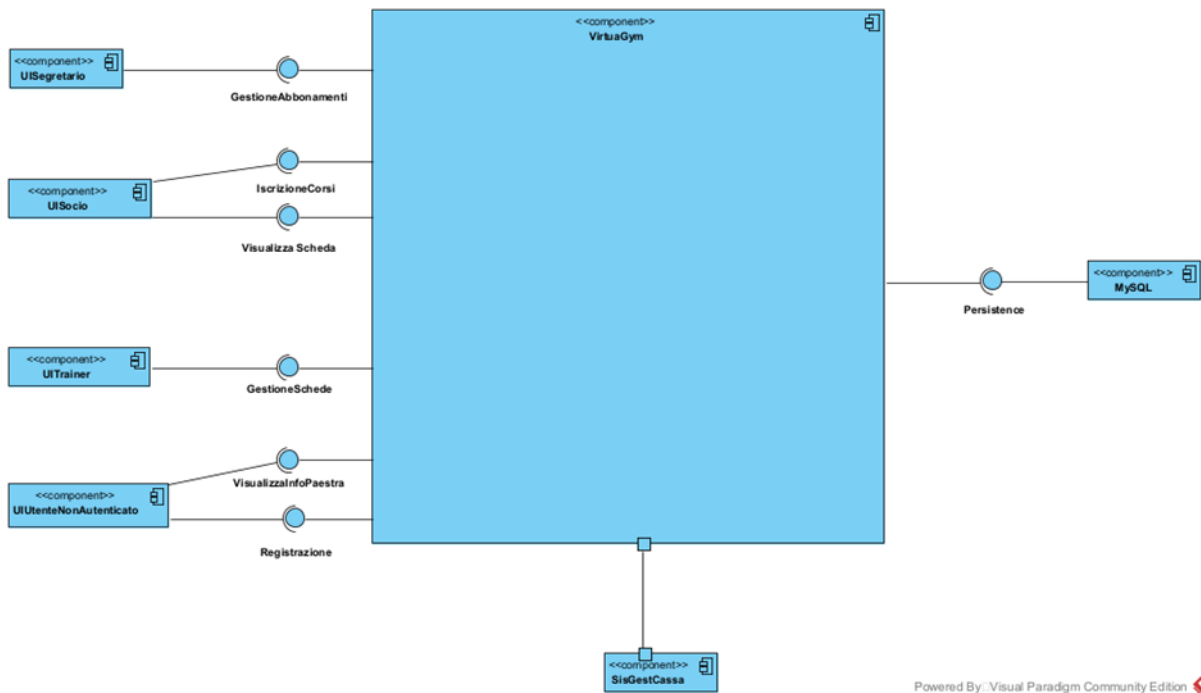 <<component>>
VirtuaGym
<<component>>
UISegretario
GestioneAbbonamenti
<<component>>
UISocio
IscrizioneCorsi
Visualizza Scheda
<<component>>
MySQL
Persistence
<<component>>
UITrainer
GestioneSchede
<<component>>
UIUtenteNonAutenticato
VisualizzaInfoPaestra
Registrazione
<<component>>
SisGestCassa
Powered By Visual Paradigm Community Edition